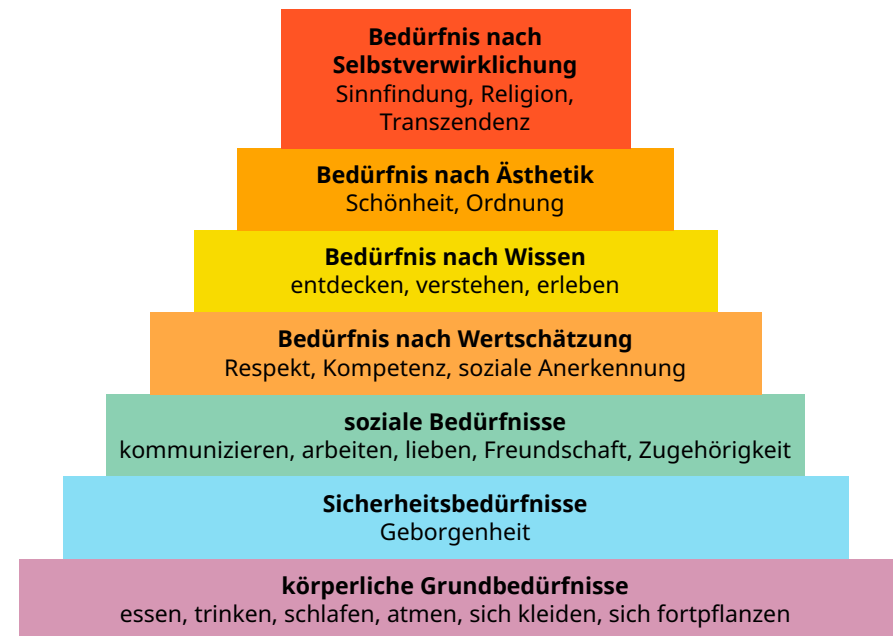 Bedürfnis nach
Selbstverwirklichung
Sinnfindung, Religion,
Transzendenz
Bedürfnis nach Ästhetik
Schönheit, Ordnung
Bedürfnis nach Wissen
entdecken, verstehen, erleben
Bedürfnis nach Wertschätzung
Respekt, Kompetenz, soziale Anerkennung
soziale Bedürfnisse
kommunizieren, arbeiten, lieben, Freundschaft, Zugehörigkeit
Sicherheitsbedürfnisse
Geborgenheit
körperliche Grundbedürfnisse
essen, trinken, schlafen, atmen, sich kleiden, sich fortpflanzen